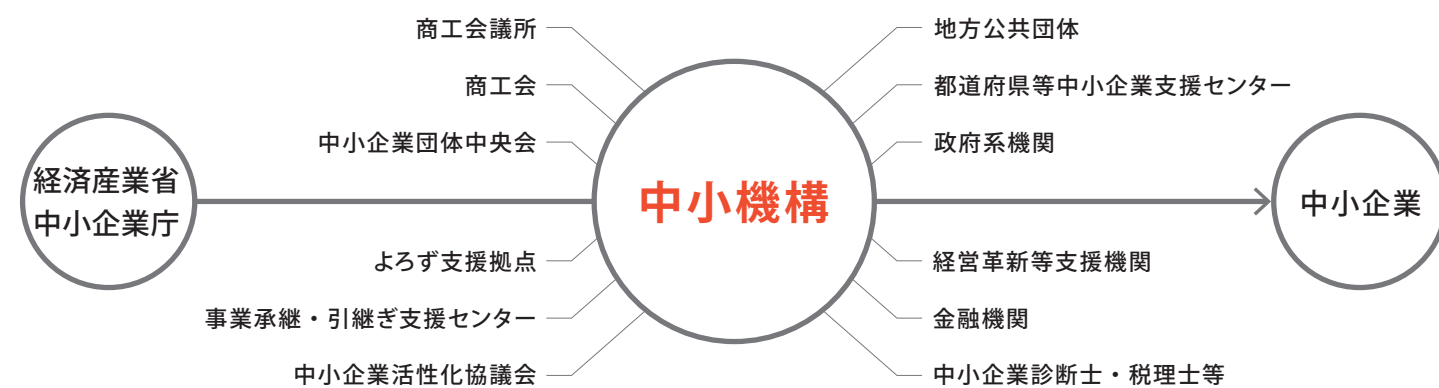 商工会議所
商工会
中小企業団体中央会
経済産業省
中小企業庁
よろず支援拠点
事業承継・引継ぎ支援センター
中小企業活性化協議会
中小機構
地方公共団体
都道府県等中小企業支援センター
政府系機関
経営革新等支援機関
金融機関
中小企業診断士・税理士等
中小企業